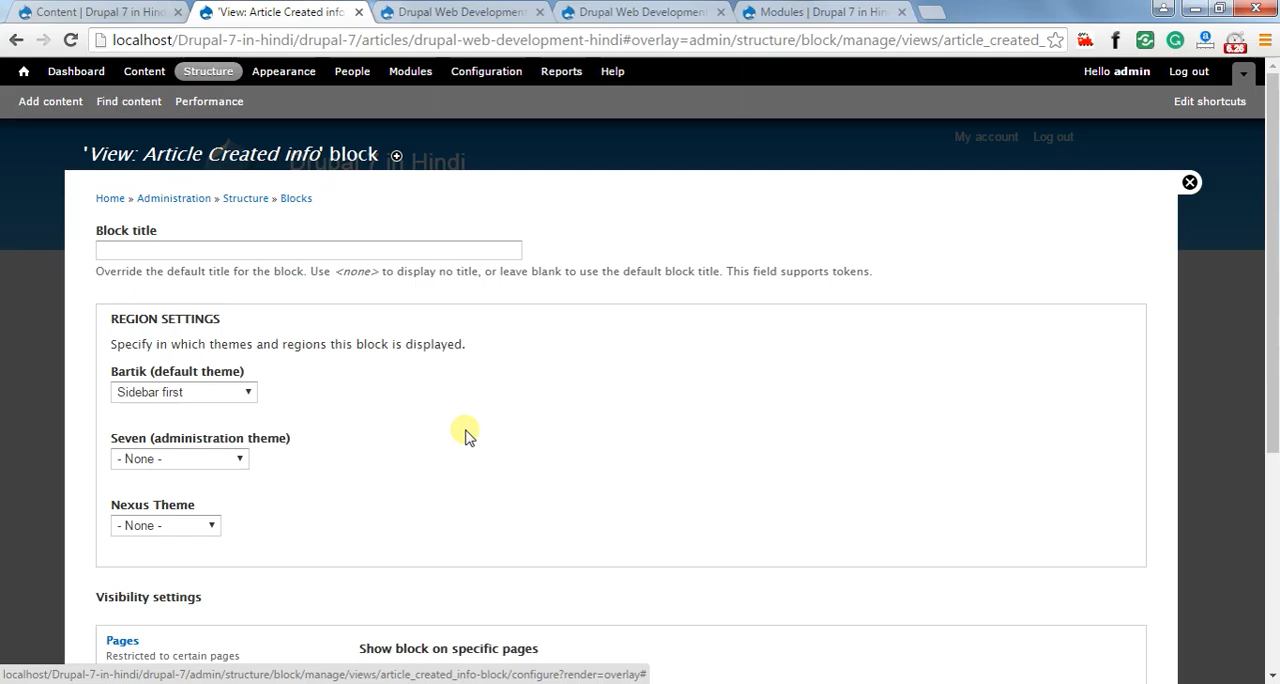 Content | Drupal 7 in Hind
'View: Article Created info
Drupal Web Development
Drupal Web Development
Modules | Drupal 7 in Hin
localhost/Drupal-7-in-hindi/drupal-7/articles/drupal-web-development-hindi#overlay=admin/structure/block/manage/views/article_created_
6.26
Dashboard Content Structure Appearance People Modules Configuration Reports Help
Hello admin Log out
Add content Find content Performance
Edit shortcuts
My account Log out
'View: Article Created info' block
Drupal 7 in Hindi
Home » Administration » Structure » Blocks
Block title
Override the default title for the block. Use <none> to display no title, or leave blank to use the default block title. This field supports tokens.
REGION SETTINGS
Specify in which themes and regions this block is displayed.
Bartik (default theme)
Sidebar first
Seven (administration theme)
- None -
Nexus Theme
- None -
Visibility settings
Pages
Restricted to certain pages
Show block on specific pages
localhost/Drupal-7-in-hindi/drupal-7/admin/structure/block/manage/views/article_created_info-block/configure?render=overlay#